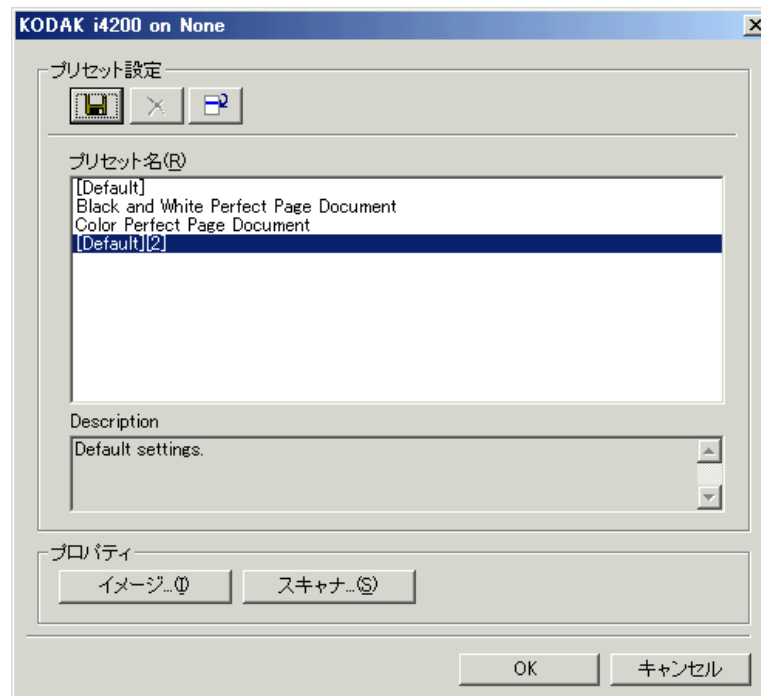 KODAK i4200 on None
プリセット設定
プリセット名(R)
[Default]
Black and White Perfect Page Document
Color Perfect Page Document
[Default][2]
Description
Default settings.
プロパティ
イメージ...(I) スキャナ...(S)
OK キャンセル